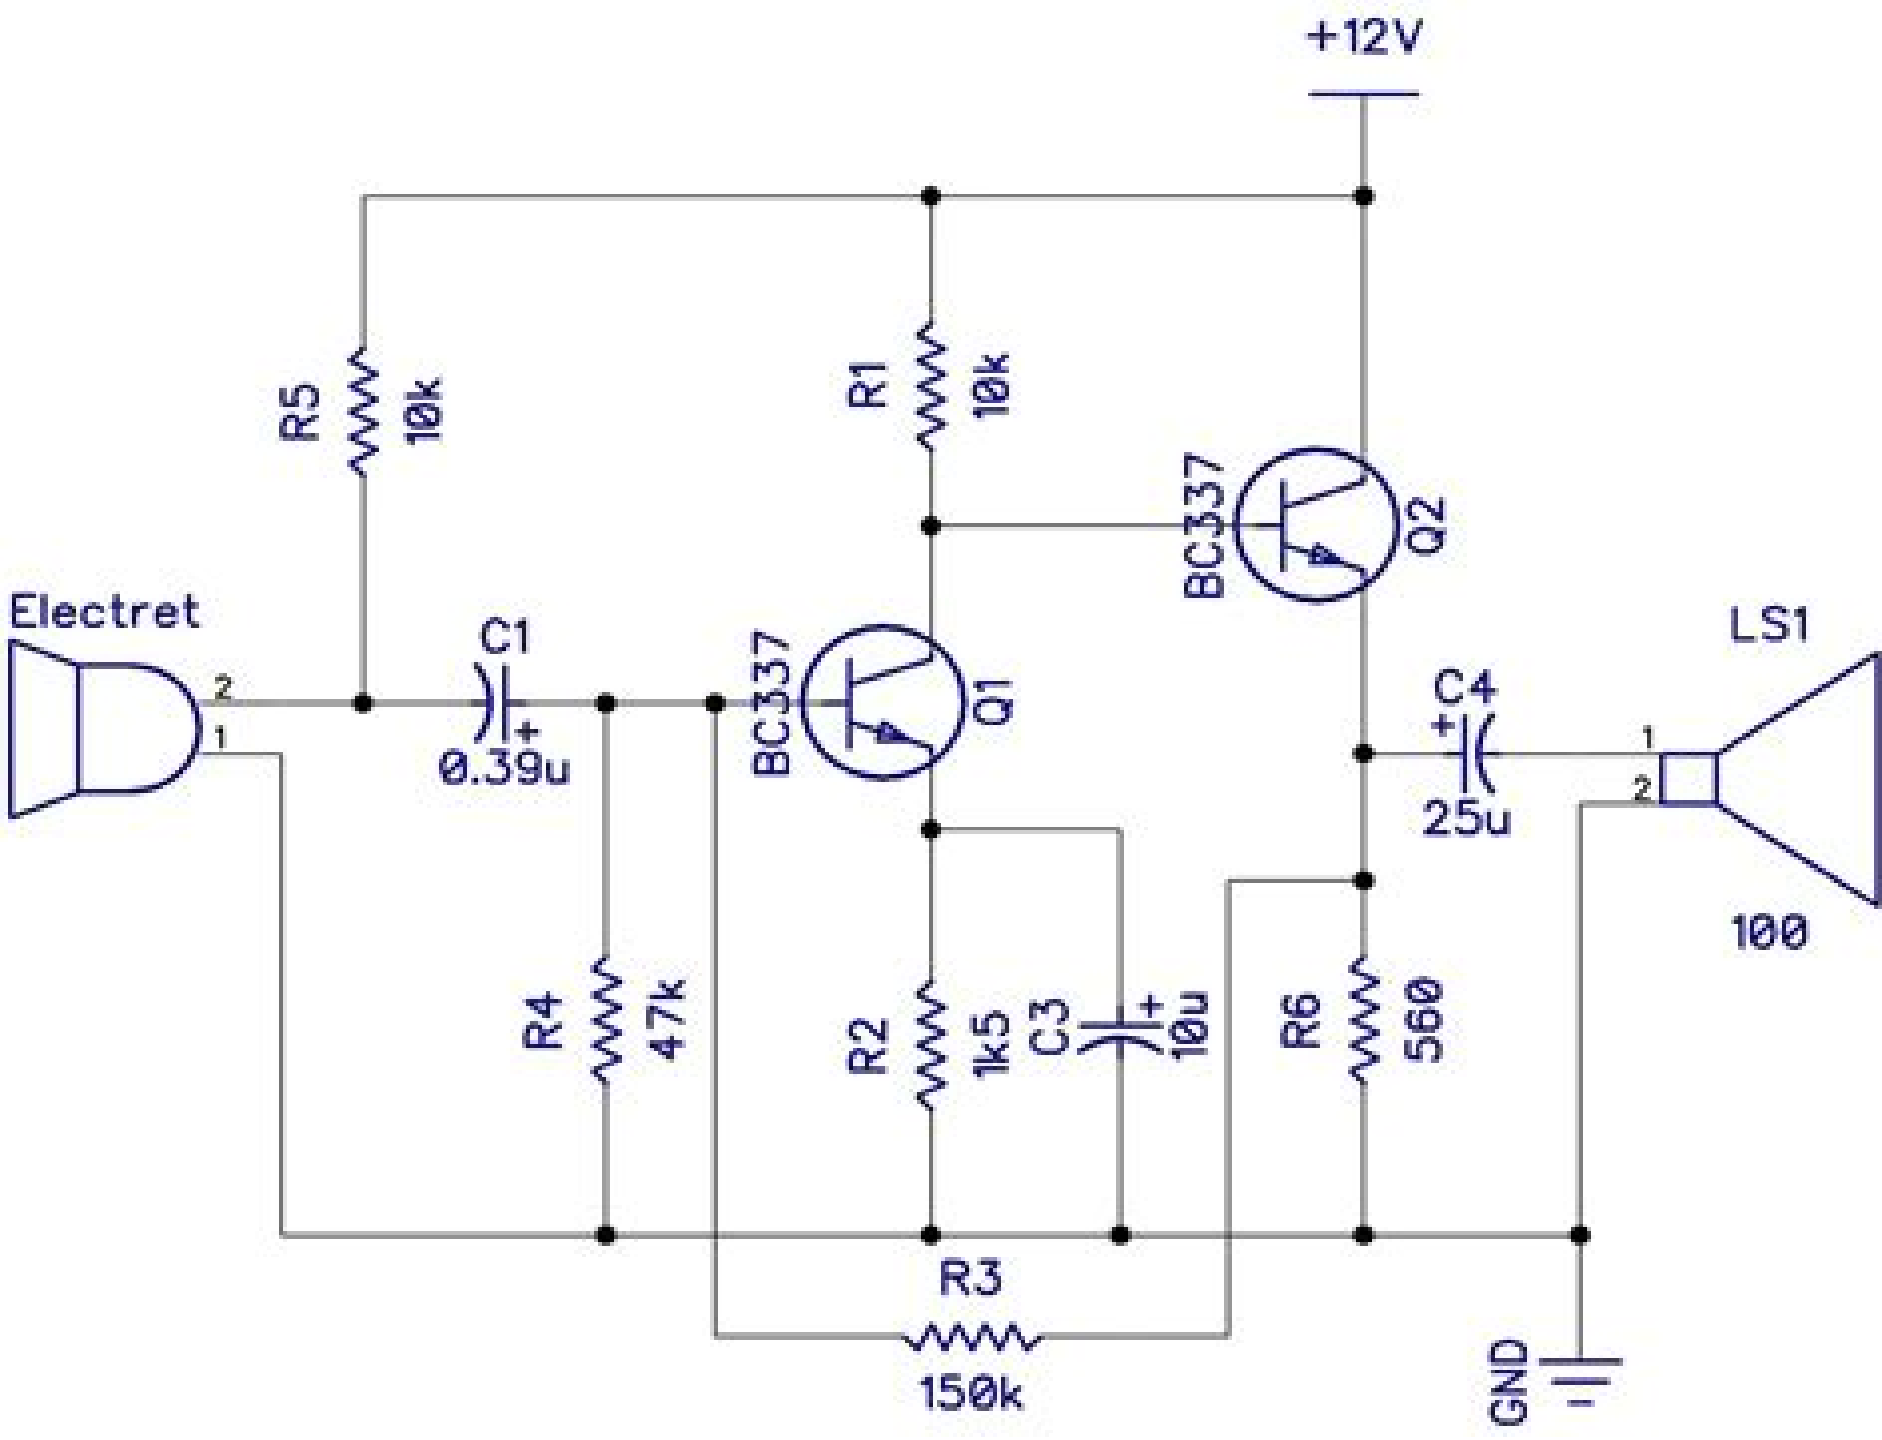 +12V
R5
10k
R1
10k
BC337
Q2
Electret
2
1
C1
+
0.39u
BC337
Q1
C4
+
25u
LS1
1
2
100
R4
47k
R2
1k5
C3
+
10u
R6
560
R3
150k
GND